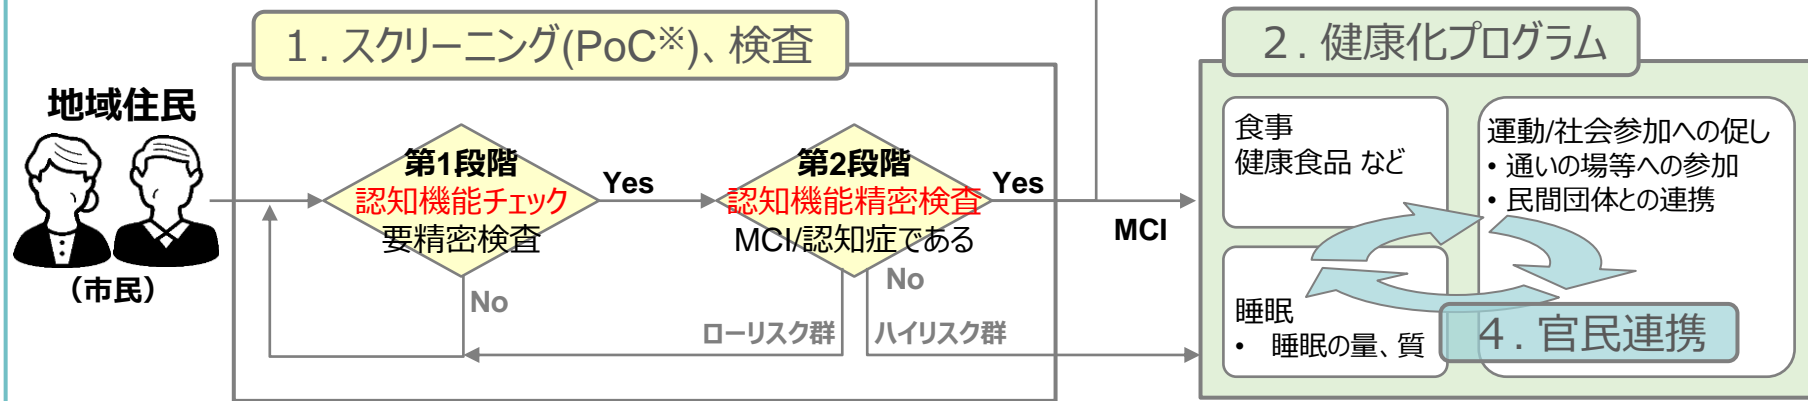 1．スクリーニング(PoC※)、検査
地域住民
(市民)
第1段階
認知機能チェック
要精密検査
Yes
No
第2段階
認知機能精密検査
MCI/認知症である
Yes
No
ローリスク群
ハイリスク群
MCI
2．健康化プログラム
食事
健康食品 など
運動/社会参加への促し
• 通いの場等への参加
• 民間団体との連携
睡眠
• 睡眠の量、質
4．官民連携